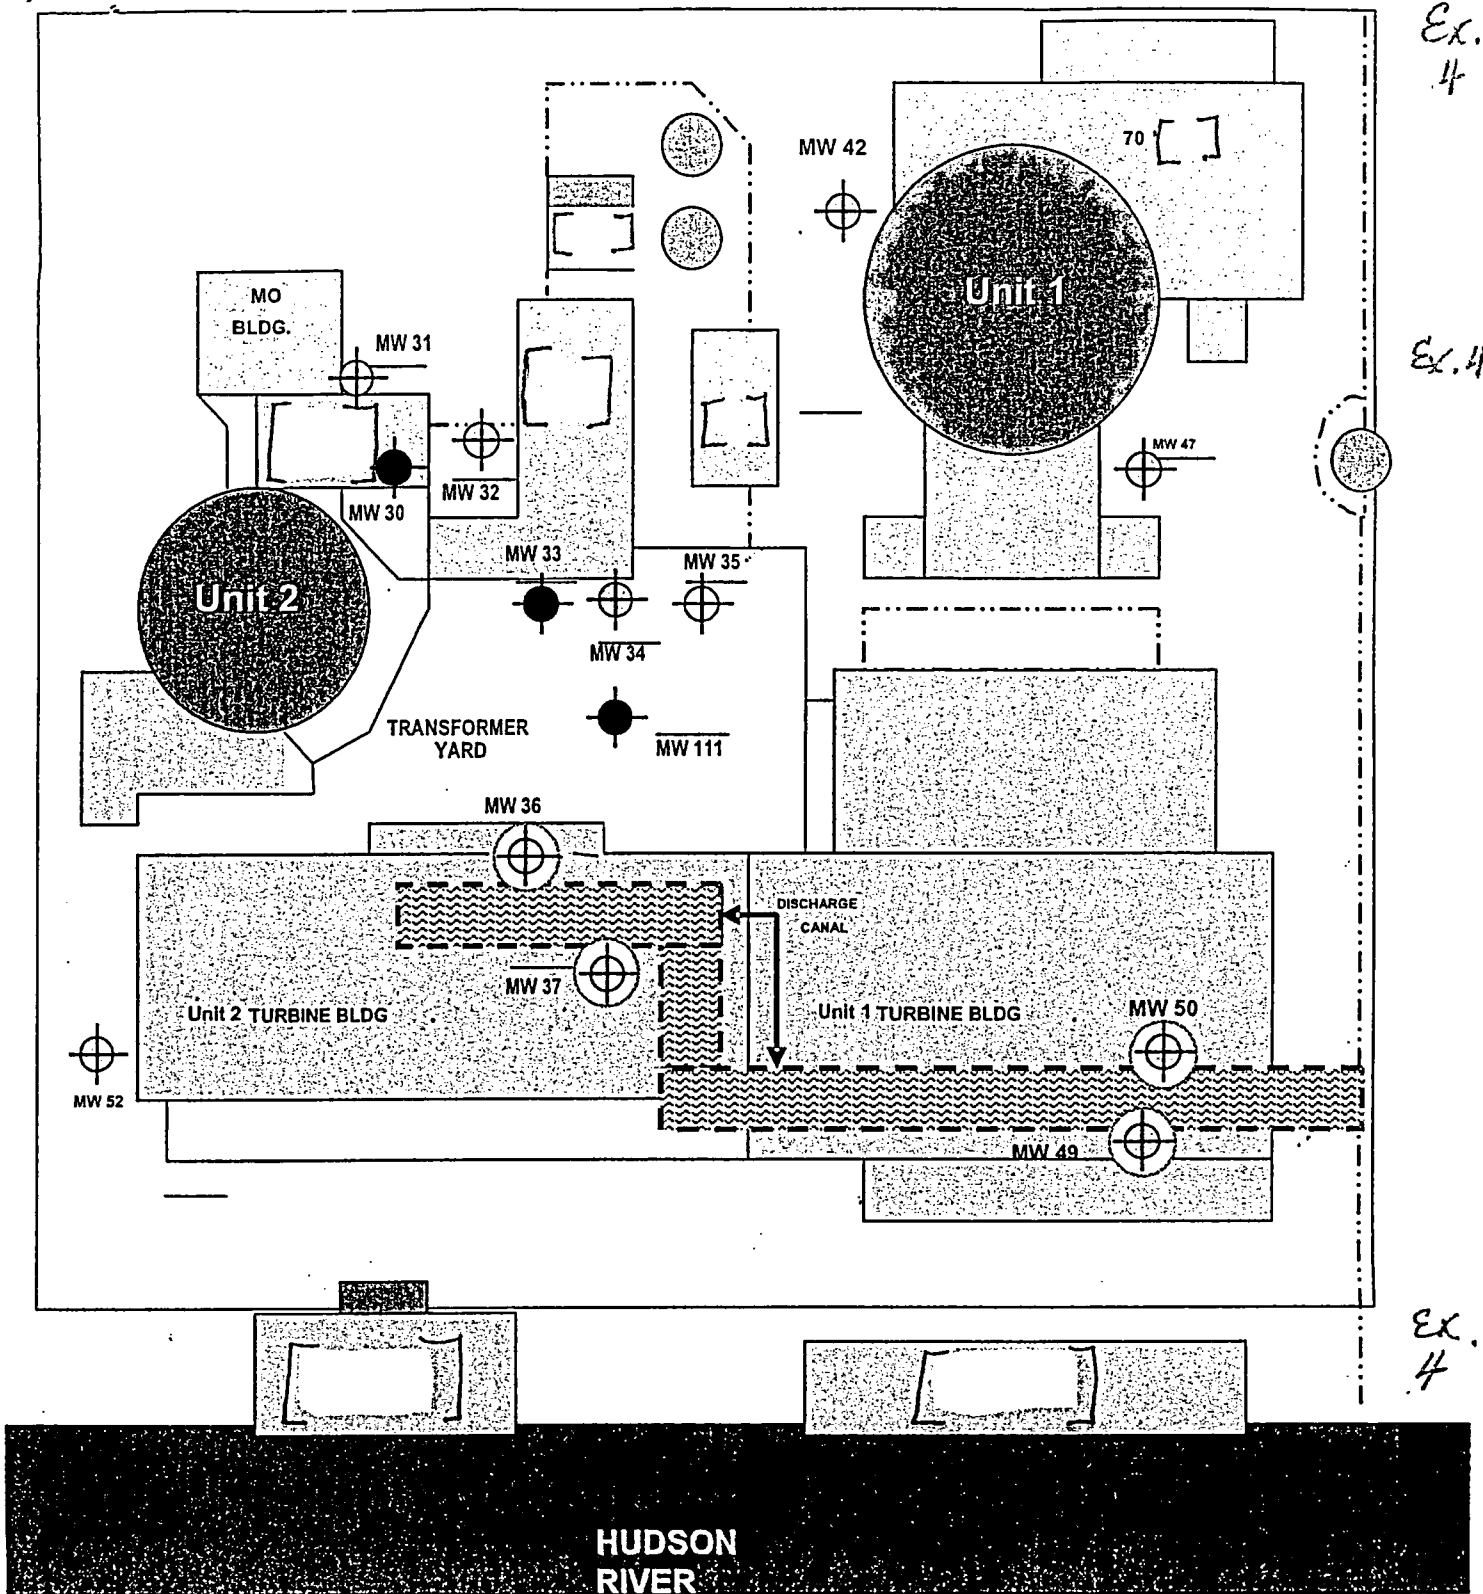 Ex.
4
MW 42
70
Unit 1
MO
BLDG.
MW 31
Ex. 4
MW 47
MW 32
MW 30
MW 33
MW 35
Unit 2
MW 34
TRANSFORMER
YARD
MW 111
MW 36
DISCHARGE
CANAL
MW 37
Unit 2 TURBINE BLDG
Unit 1 TURBINE BLDG
MW 50
MW 52
MW 49
Ex.
4
HUDSON
RIVER